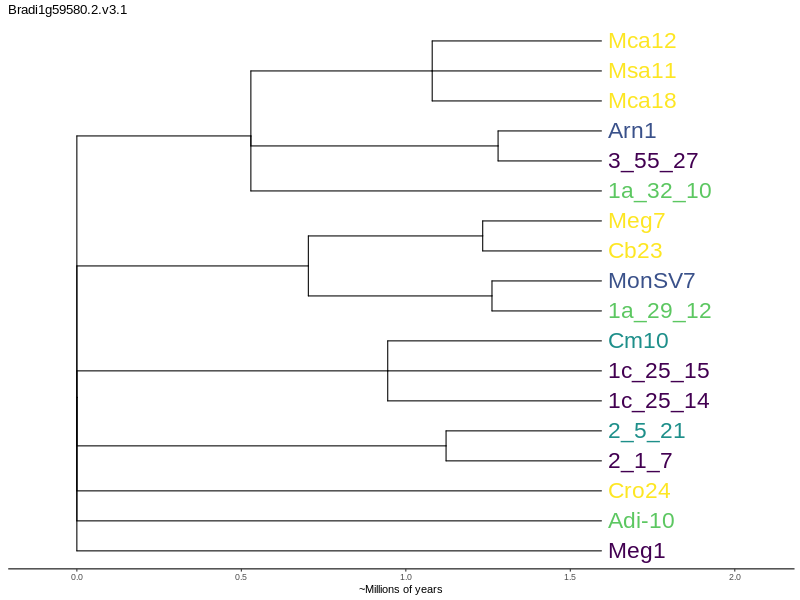 Bradi1g59580.2.v3.1
Mca12
Msa11
Mca18
Arn1
3_55_27
1a_32_10
Meg7
Cb23
MonSV7
1a_29_12
Cm10
1c_25_15
1c_25_14
2_5_21
2_1_7
Cro24
Adi-10
Meg1
0.0 0.5 1.0 1.5 2.0
~Millions of years